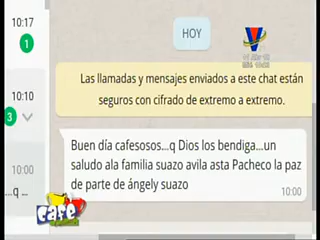 10:17
1
HOY
Las llamadas y mensajes enviados a este chat están
seguros con cifrado de extremo a extremo.
10:10
3
Buen día cafesosos...q Dios los bendiga...un
saludo ala familia suazo avila asta Pacheco la paz
de parte de ángely suazo
10:00
10:00
..q ...
café